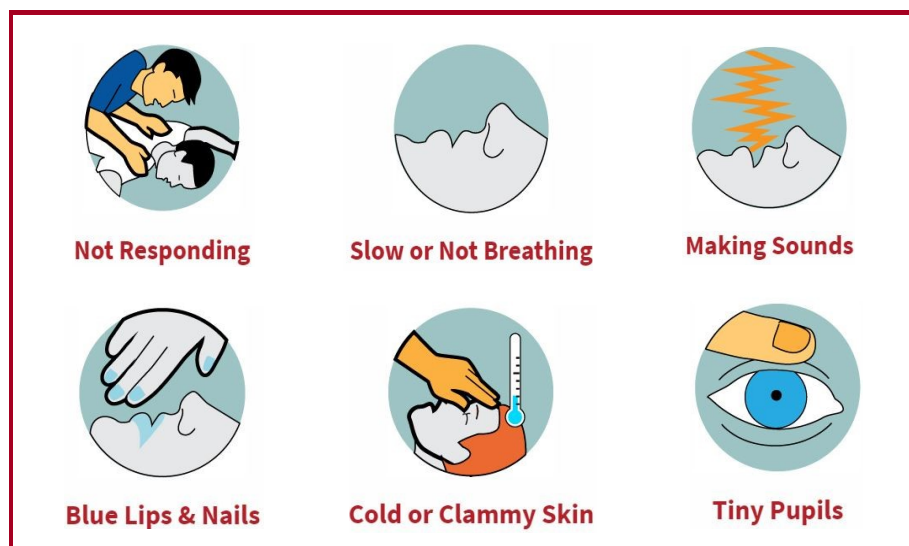 Not Responding
Slow or Not Breathing
Making Sounds
Blue Lips & Nails
Cold or Clammy Skin
Tiny Pupils